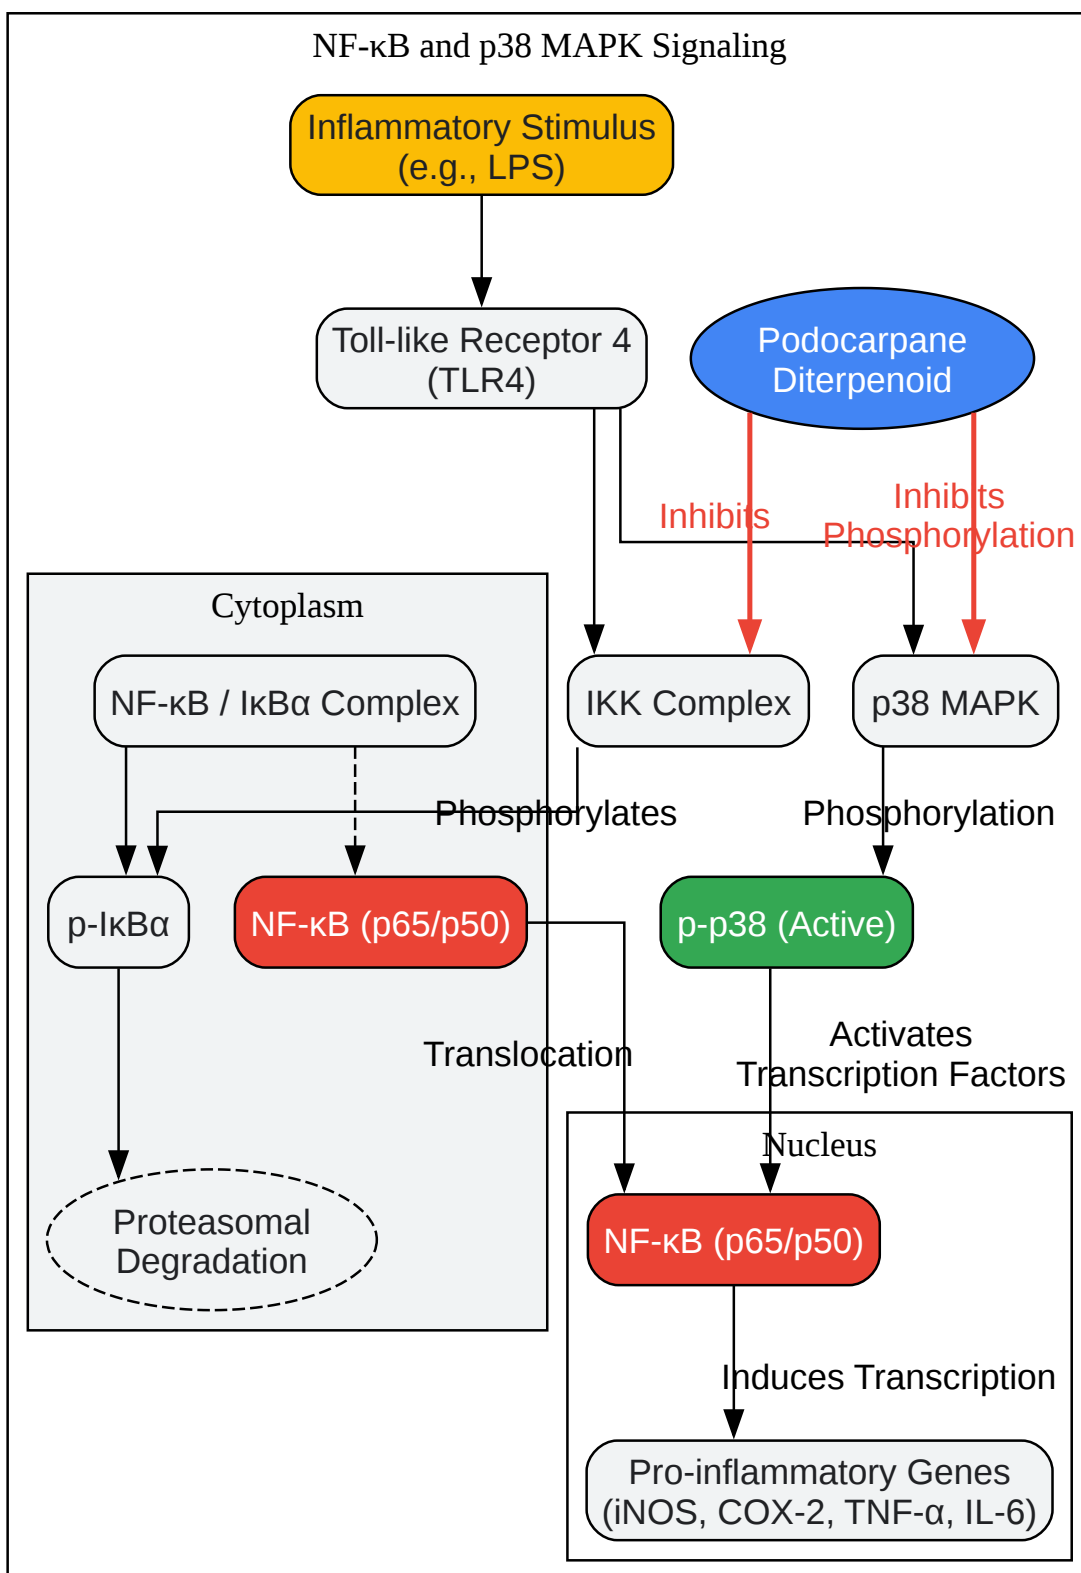 NF-κB and p38 MAPK Signaling
Inflammatory Stimulus
(e.g., LPS)
Toll-like Receptor 4
(TLR4)
Podocarpane
Diterpenoid
Inhibits
Inhibits
Phosphorylation
Cytoplasm
NF-κB / IκBα Complex
IKK Complex
p38 MAPK
Phosphorylates
Phosphorylation
p-IκBα
NF-κB (p65/p50)
p-p38 (Active)
Translocation
Activates
Transcription Factors
Nucleus
Proteasomal
Degradation
NF-κB (p65/p50)
Induces Transcription
Pro-inflammatory Genes
(iNOS, COX-2, TNF-α, IL-6)